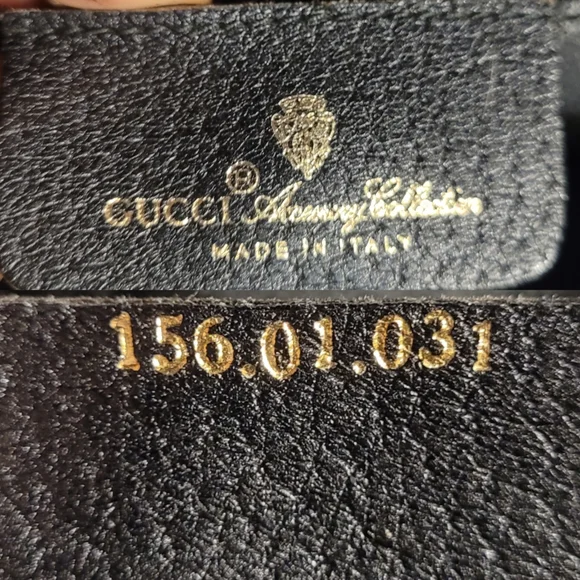 GUCCI ® Accessory Collection
MADE IN ITALY
156.01.031